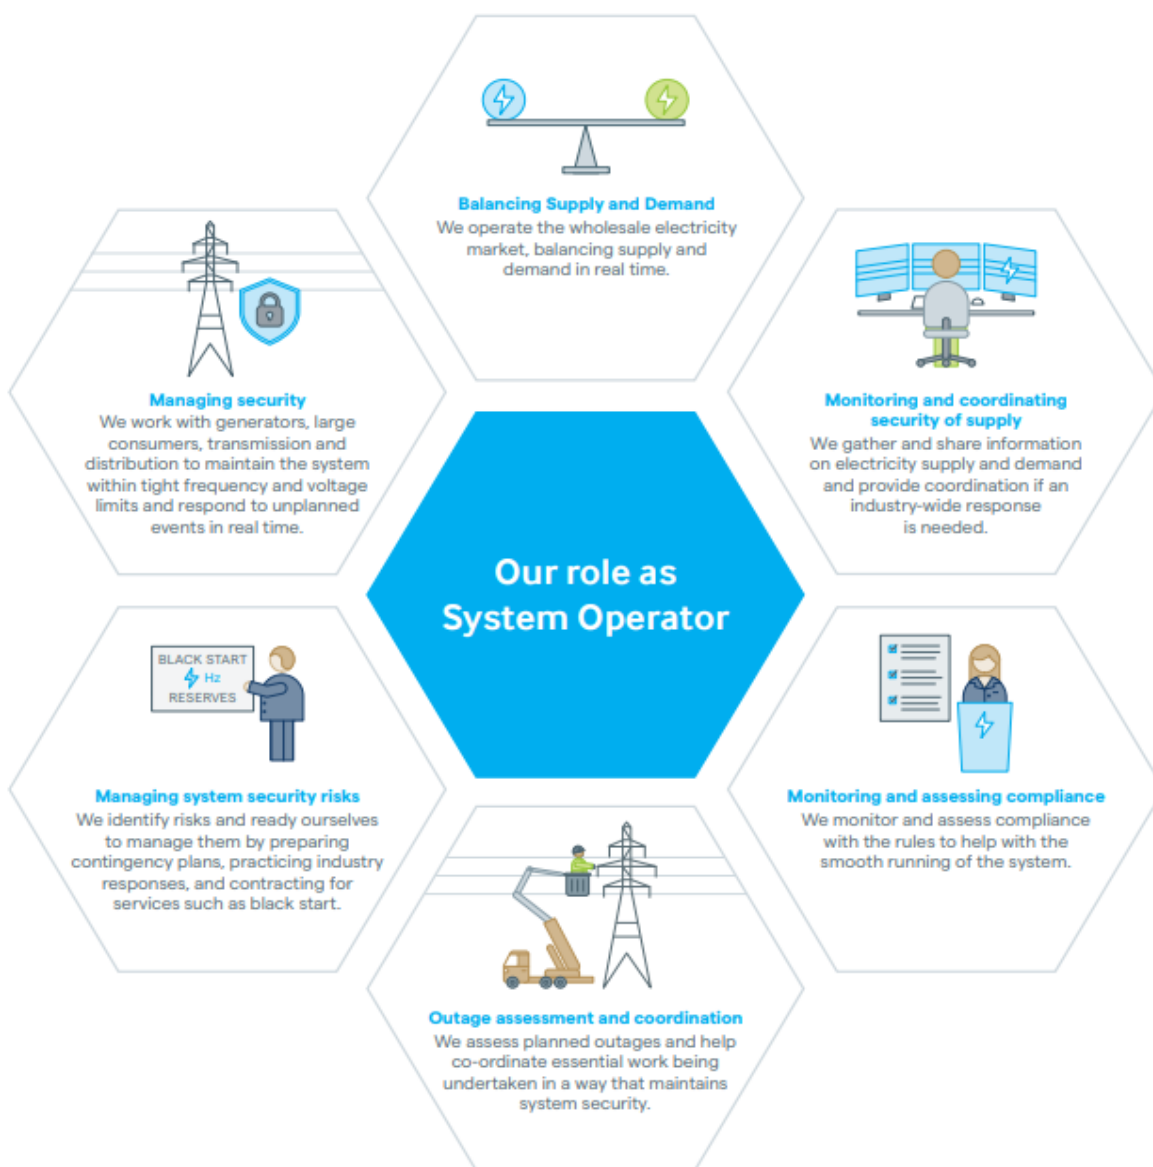 Balancing Supply and Demand
We operate the wholesale electricity
market, balancing supply and
demand in real time.
Managing security
We work with generators, large
consumers, transmission and
distribution to maintain the system
within tight frequency and voltage
limits and respond to unplanned
events in real time.
Monitoring and coordinating
security of supply
We gather and share information
on electricity supply and demand
and provide coordination if an
industry-wide response
is needed.
Our role as
System Operator
BLACK START
Hz
RESERVES
Managing system security risks
We identify risks and ready ourselves
to manage them by preparing
contingency plans, practicing industry
responses, and contracting for
services such as black start.
Monitoring and assessing compliance
We monitor and assess compliance
with the rules to help with the
smooth running of the system.
Outage assessment and coordination
We assess planned outages and help
co-ordinate essential work being
undertaken in a way that maintains
system security.